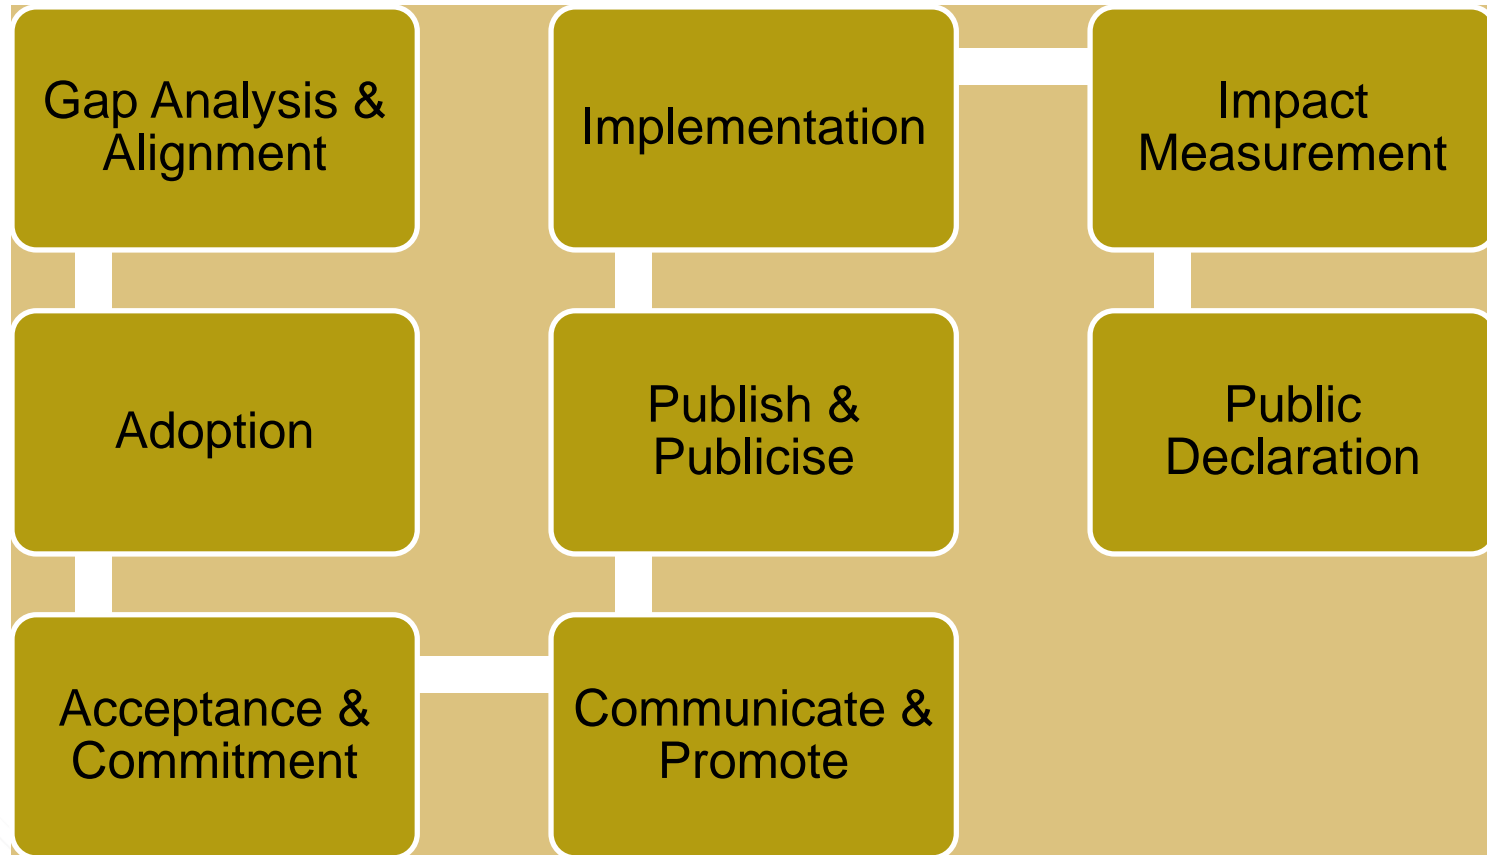 Gap Analysis &
Alignment
Adoption
Acceptance &
Commitment
Communicate &
Promote
Publish &
Publicise
Implementation
Impact
Measurement
Public
Declaration